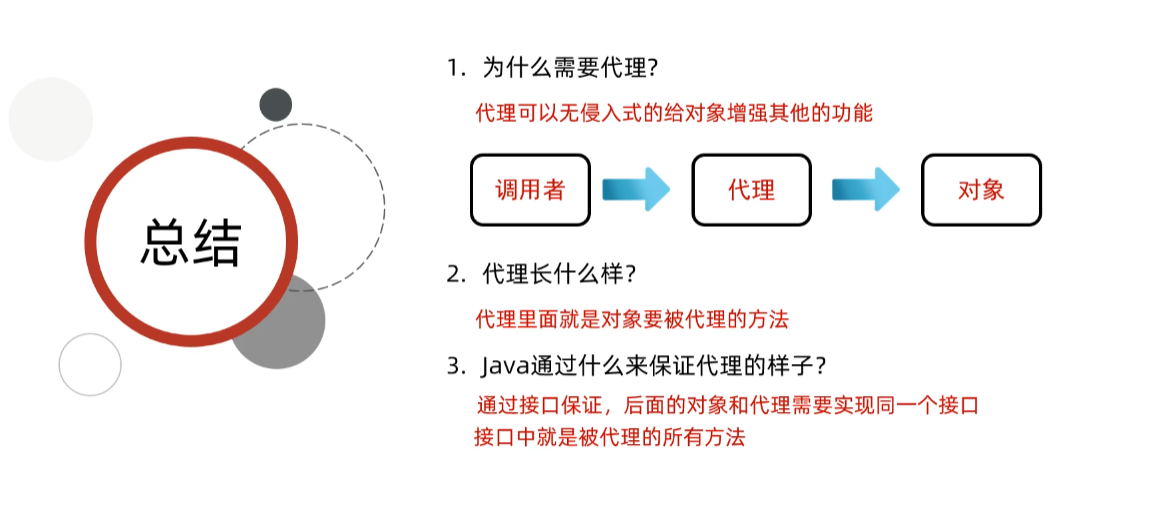 总结
1. 为什么需要代理?
代理可以无侵入式的给对象增强其他的功能
调用者
代理
对象
2. 代理长什么样?
代理里面就是对象要被代理的方法
3. Java通过什么来保证代理的样子?
通过接口保证，后面的对象和代理需要实现同一个接口
接口中就是被代理的所有方法